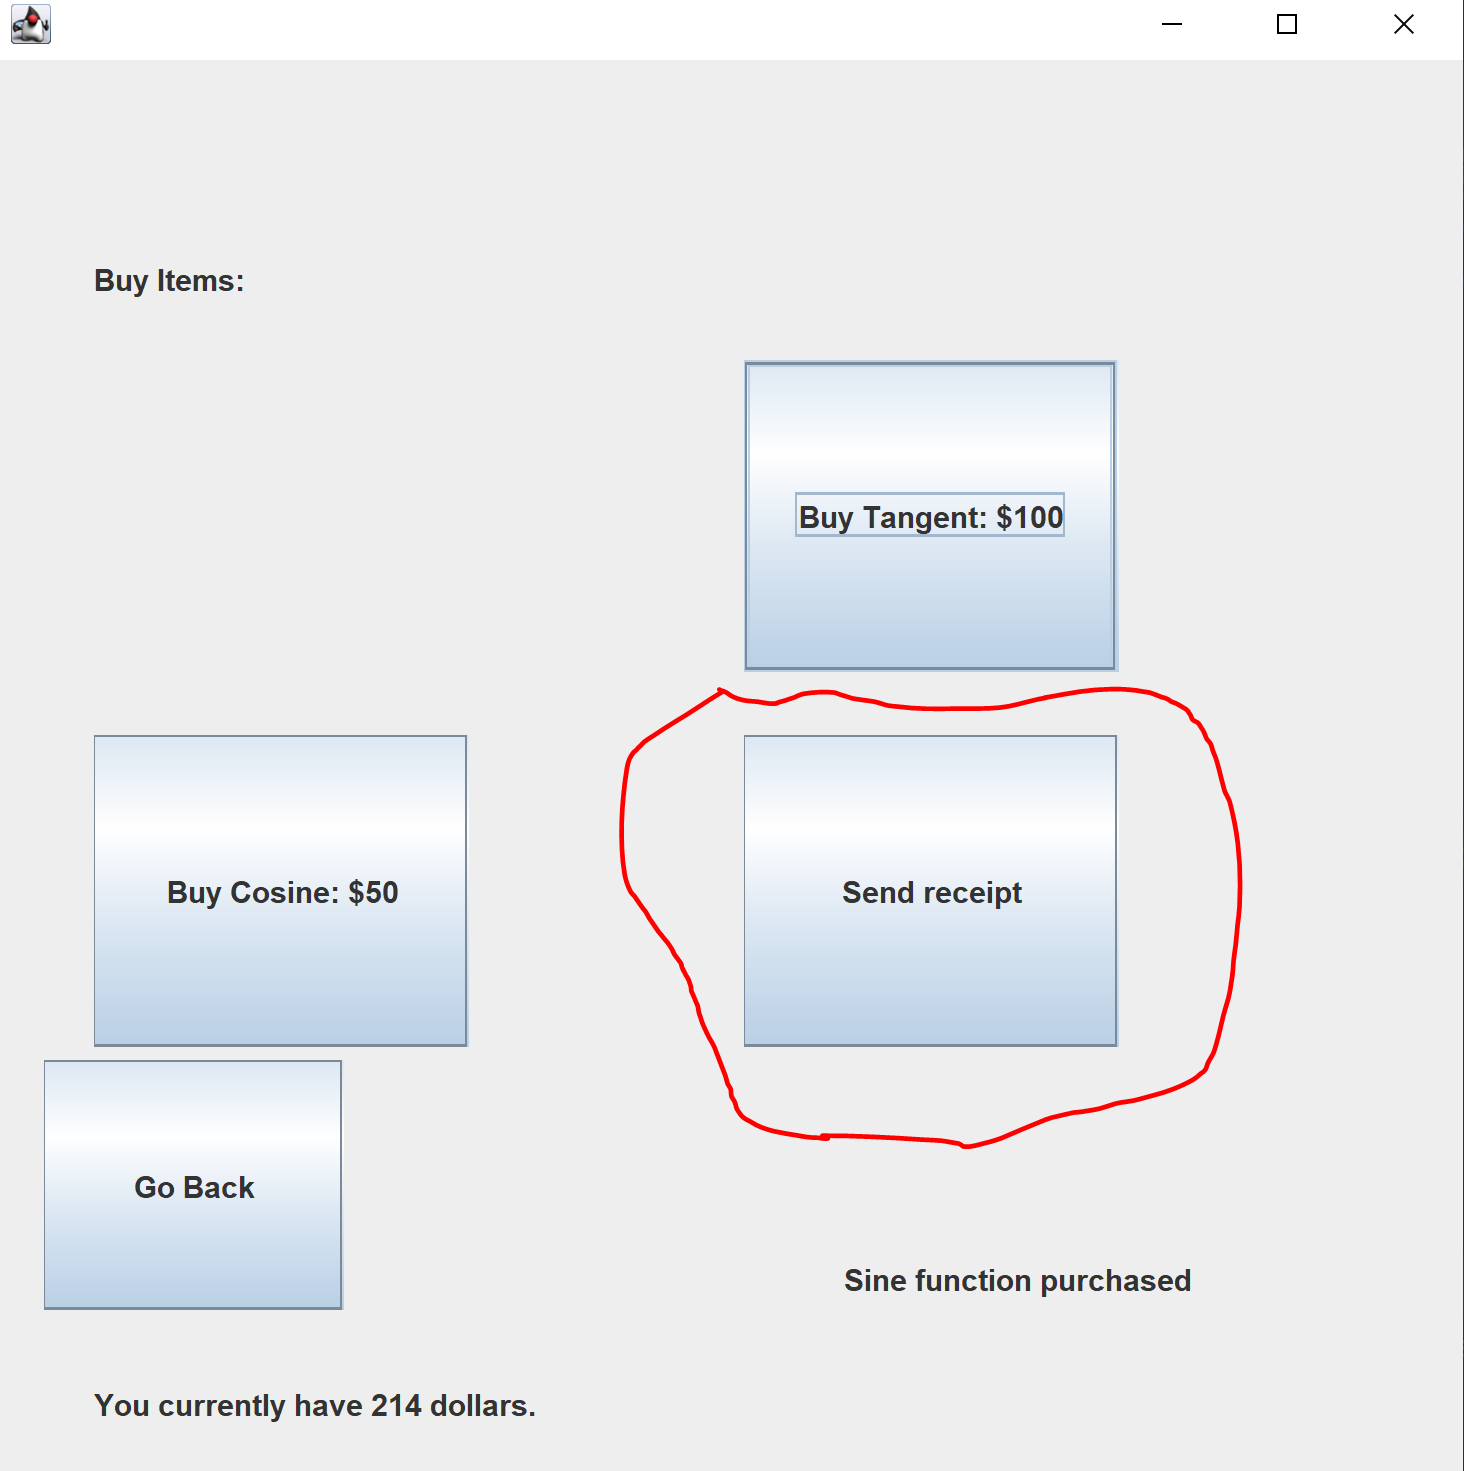 Buy Items:
Buy Tangent: $100
Buy Cosine: $50
Send receipt
Go Back
Sine function purchased
You currently have 214 dollars.